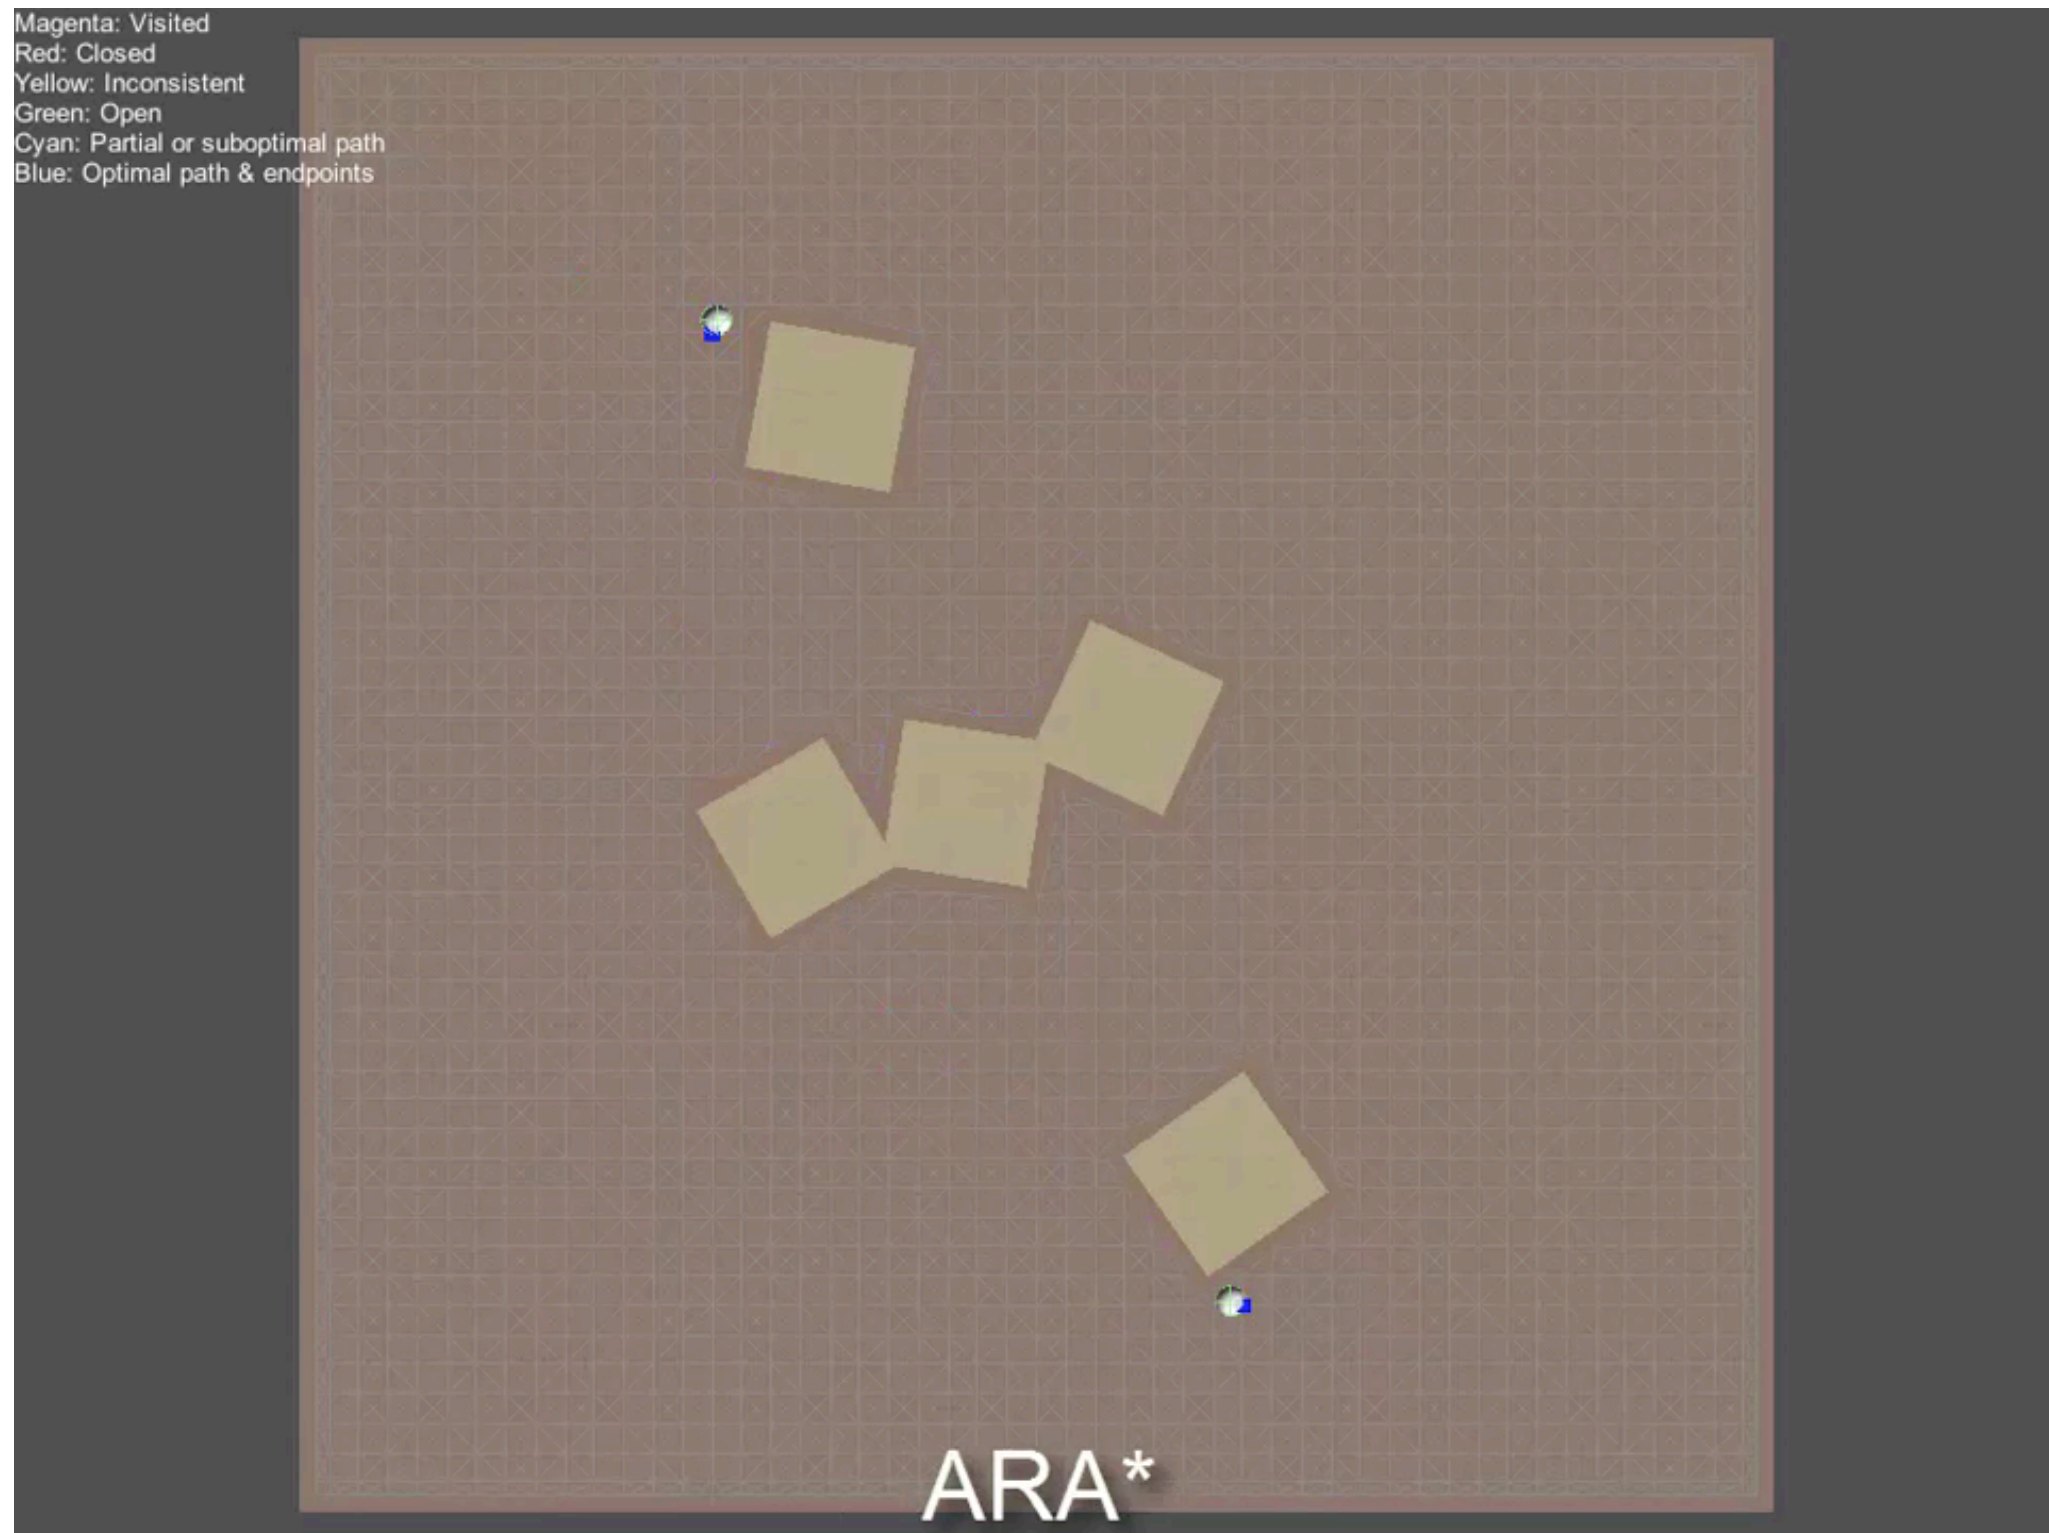 Magenta: Visited
Red: Closed
Yellow: Inconsistent
Green: Open
Cyan: Partial or suboptimal path
Blue: Optimal path & endpoints
ARA*